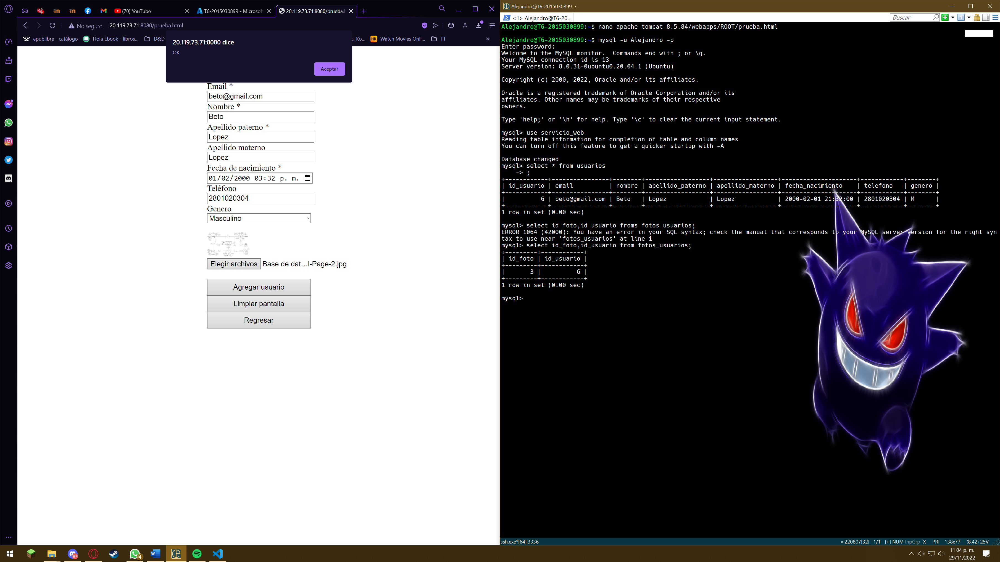 (70) YouTube
T6-2015030899 - Microsoft
20.119.73.71:8080/prueba.h
No seguro
20.119.73.71:8080/prueba.html
epublibre - catálogo
Hola Ebook - libros...
D&D
a, Ko...
HD
Watch Movies Onli...
TT
»
20.119.73.71:8080 dice
OK
Aceptar
Email *
beto@gmail.com
Nombre *
Beto
Apellido paterno *
Lopez
Apellido materno
Lopez
Fecha de nacimiento *
01/02/2000 03:32 p. m.
Teléfono
2801020304
Genero
Masculino
Elegir archivos Base de dat...l-Page-2.jpg
Agregar usuario
Limpiar pantalla
Regresar
Alejandro@T6-2015030899: ~
<1> Alejandro@T6-20...
Buscar
Alejandro@T6-2015030899:~$ nano apache-tomcat-8.5.84/webapps/ROOT/prueba.html
Alejandro@T6-2015030899:~$ mysql -u Alejandro -p
Enter password:
Welcome to the MySQL monitor.  Commands end with ; or \g.
Your MySQL connection id is 13
Server version: 8.0.31-0ubuntu0.20.04.1 (Ubuntu)
Copyright (c) 2000, 2022, Oracle and/or its affiliates.
Oracle is a registered trademark of Oracle Corporation and/or its
affiliates. Other names may be trademarks of their respective
owners.
Type 'help;' or '\h' for help. Type '\c' to clear the current input statement.
mysql> use servicio_web
Reading table information for completion of table and column names
You can turn off this feature to get a quicker startup with -A
Database changed
mysql> select * from usuarios
    -> ;
+------------+----------------+--------+------------------+------------------+---------------------+------------+--------+
| id_usuario | email          | nombre | apellido_paterno | apellido_materno | fecha_nacimiento    | telefono   | genero |
+------------+----------------+--------+------------------+------------------+---------------------+------------+--------+
|          6 | beto@gmail.com | Beto   | Lopez            | Lopez            | 2000-02-01 21:32:00 | 2801020304 | M      |
+------------+----------------+--------+------------------+------------------+---------------------+------------+--------+
1 row in set (0.00 sec)
mysql> select id_foto,id_usuario froms fotos_usuarios;
ERROR 1064 (42000): You have an error in your SQL syntax; check the manual that corresponds to your MySQL server version for the right syn
tax to use near 'fotos_usuarios' at line 1
mysql> select id_foto,id_usuario from fotos_usuarios;
+---------+------------+
| id_foto | id_usuario |
+---------+------------+
|       3 |          6 |
+---------+------------+
1 row in set (0.00 sec)
mysql>
ssh.exe*[64]:3336
« 220807[32] 1/1 [+] NUM InpGrp X PRI 138x77 (8,42) 25V
9+
4
11:04 p. m.
29/11/2022